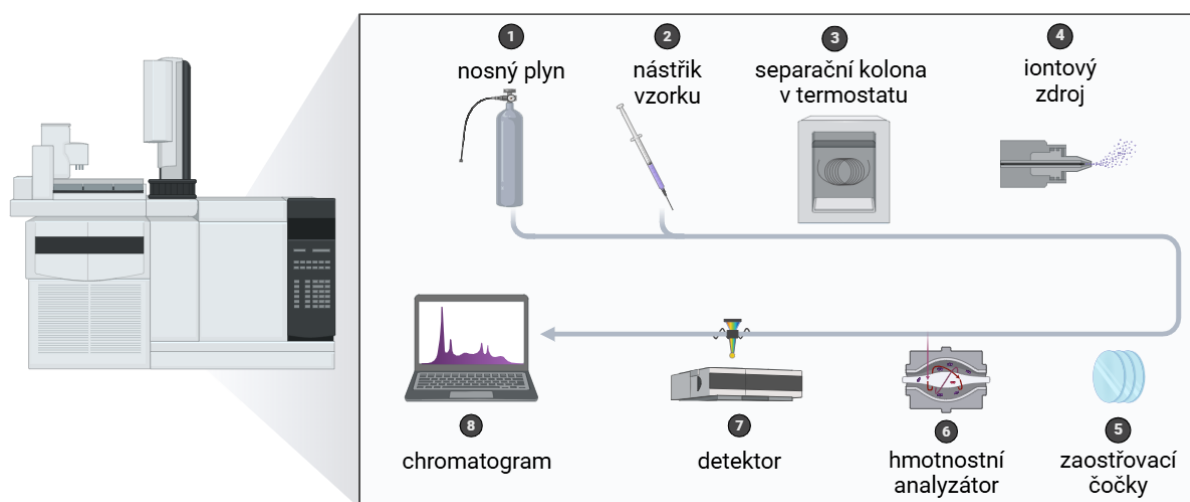 1
nosný plyn
2
nástřik
vzorku
3
separační kolona
v termostatu
4
iontový
zdroj
5
zaostřovací
čočky
6
hmotnostní
analyzátor
7
detektor
8
chromatogram